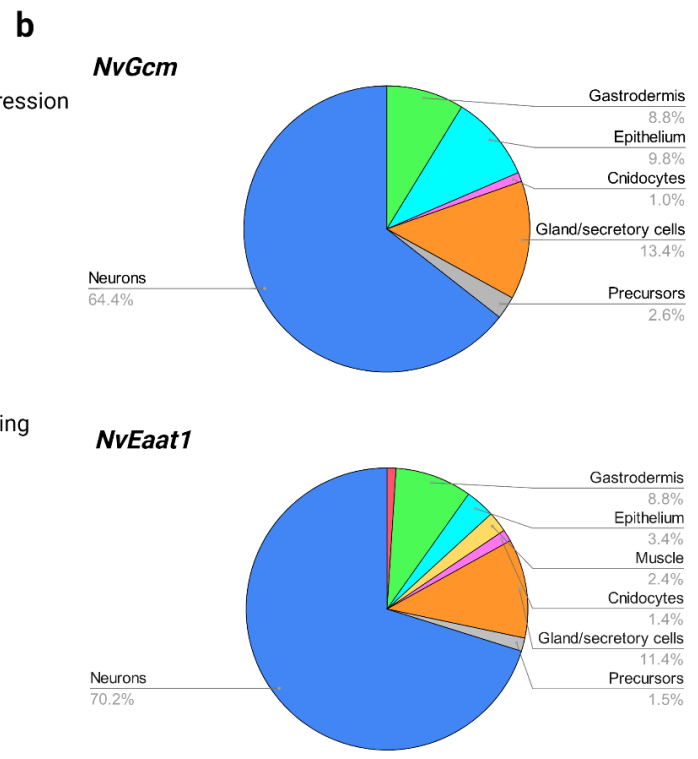 b
NvGcm
ression
Gastrodermis
8.8%
Epithelium
9.8%
Cnidocytes
1.0%
Gland/secretory cells
13.4%
Neurons
64.4%
Precursors
2.6%
ing
NvEaat1
Gastrodermis
8.8%
Epithelium
3.4%
Muscle
2.4%
Cnidocytes
1.4%
Gland/secretory cells
11.4%
Neurons
70.2%
Precursors
1.5%